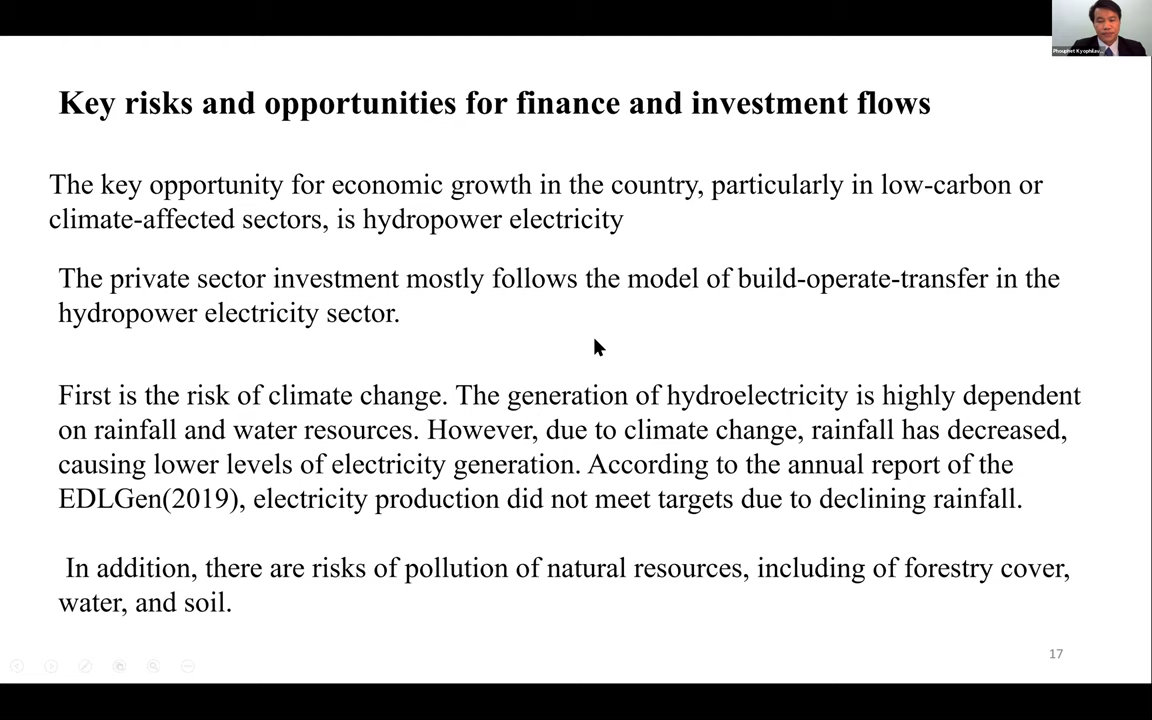 Phouphet Kyophilav...
Key risks and opportunities for finance and investment flows
The key opportunity for economic growth in the country, particularly in low-carbon or
climate-affected sectors, is hydropower electricity
The private sector investment mostly follows the model of build-operate-transfer in the
hydropower electricity sector.
First is the risk of climate change. The generation of hydroelectricity is highly dependent
on rainfall and water resources. However, due to climate change, rainfall has decreased,
causing lower levels of electricity generation. According to the annual report of the
EDLGen(2019), electricity production did not meet targets due to declining rainfall.
In addition, there are risks of pollution of natural resources, including of forestry cover,
water, and soil.
17